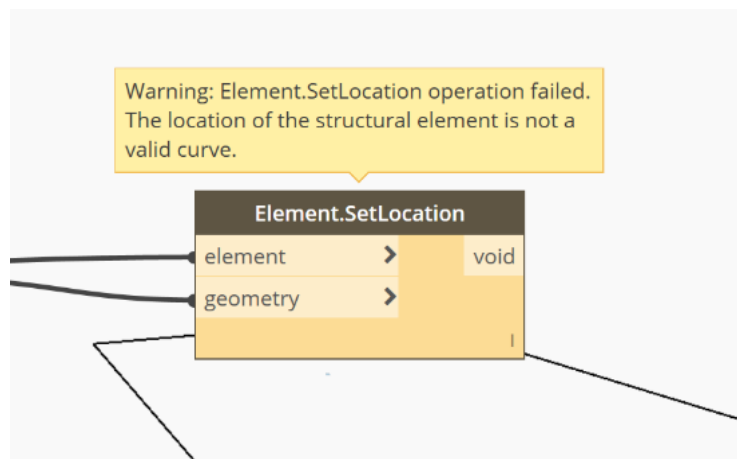 Warning: Element.SetLocation operation failed.
The location of the structural element is not a
valid curve.
Element.SetLocation
element > void
geometry >
l